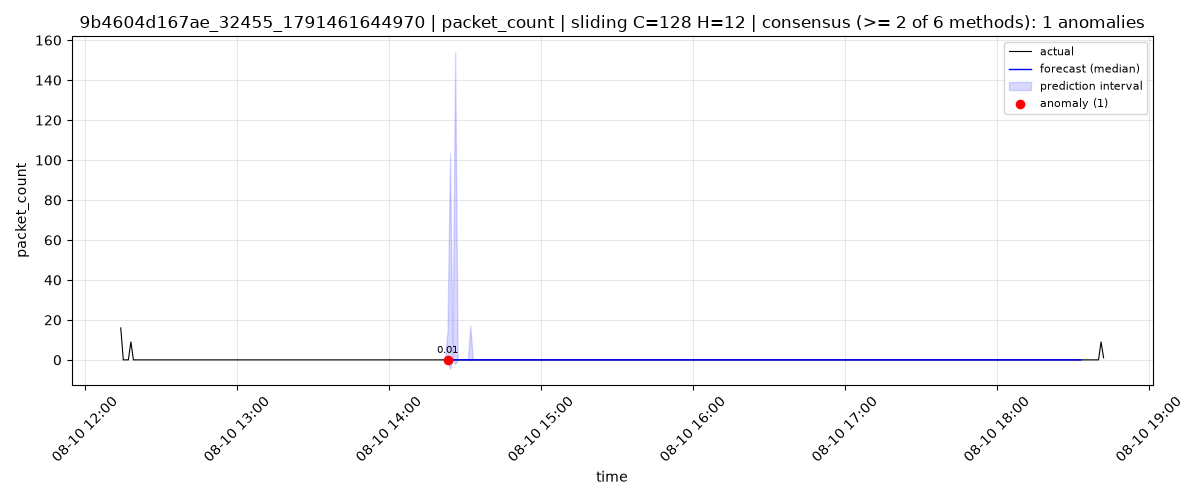 9b4604d167ae_32455_1791461644970 | packet_count | sliding C=128 H=12 | consensus (>= 2 of 6 methods): 1 anomalies
160
140
120
100
80
60
40
20
0
packet_count
actual
forecast (median)
prediction interval
anomaly (1)
0.01
08-10 12:00
08-10 13:00
08-10 14:00
08-10 15:00
08-10 16:00
08-10 17:00
08-10 18:00
08-10 19:00
time